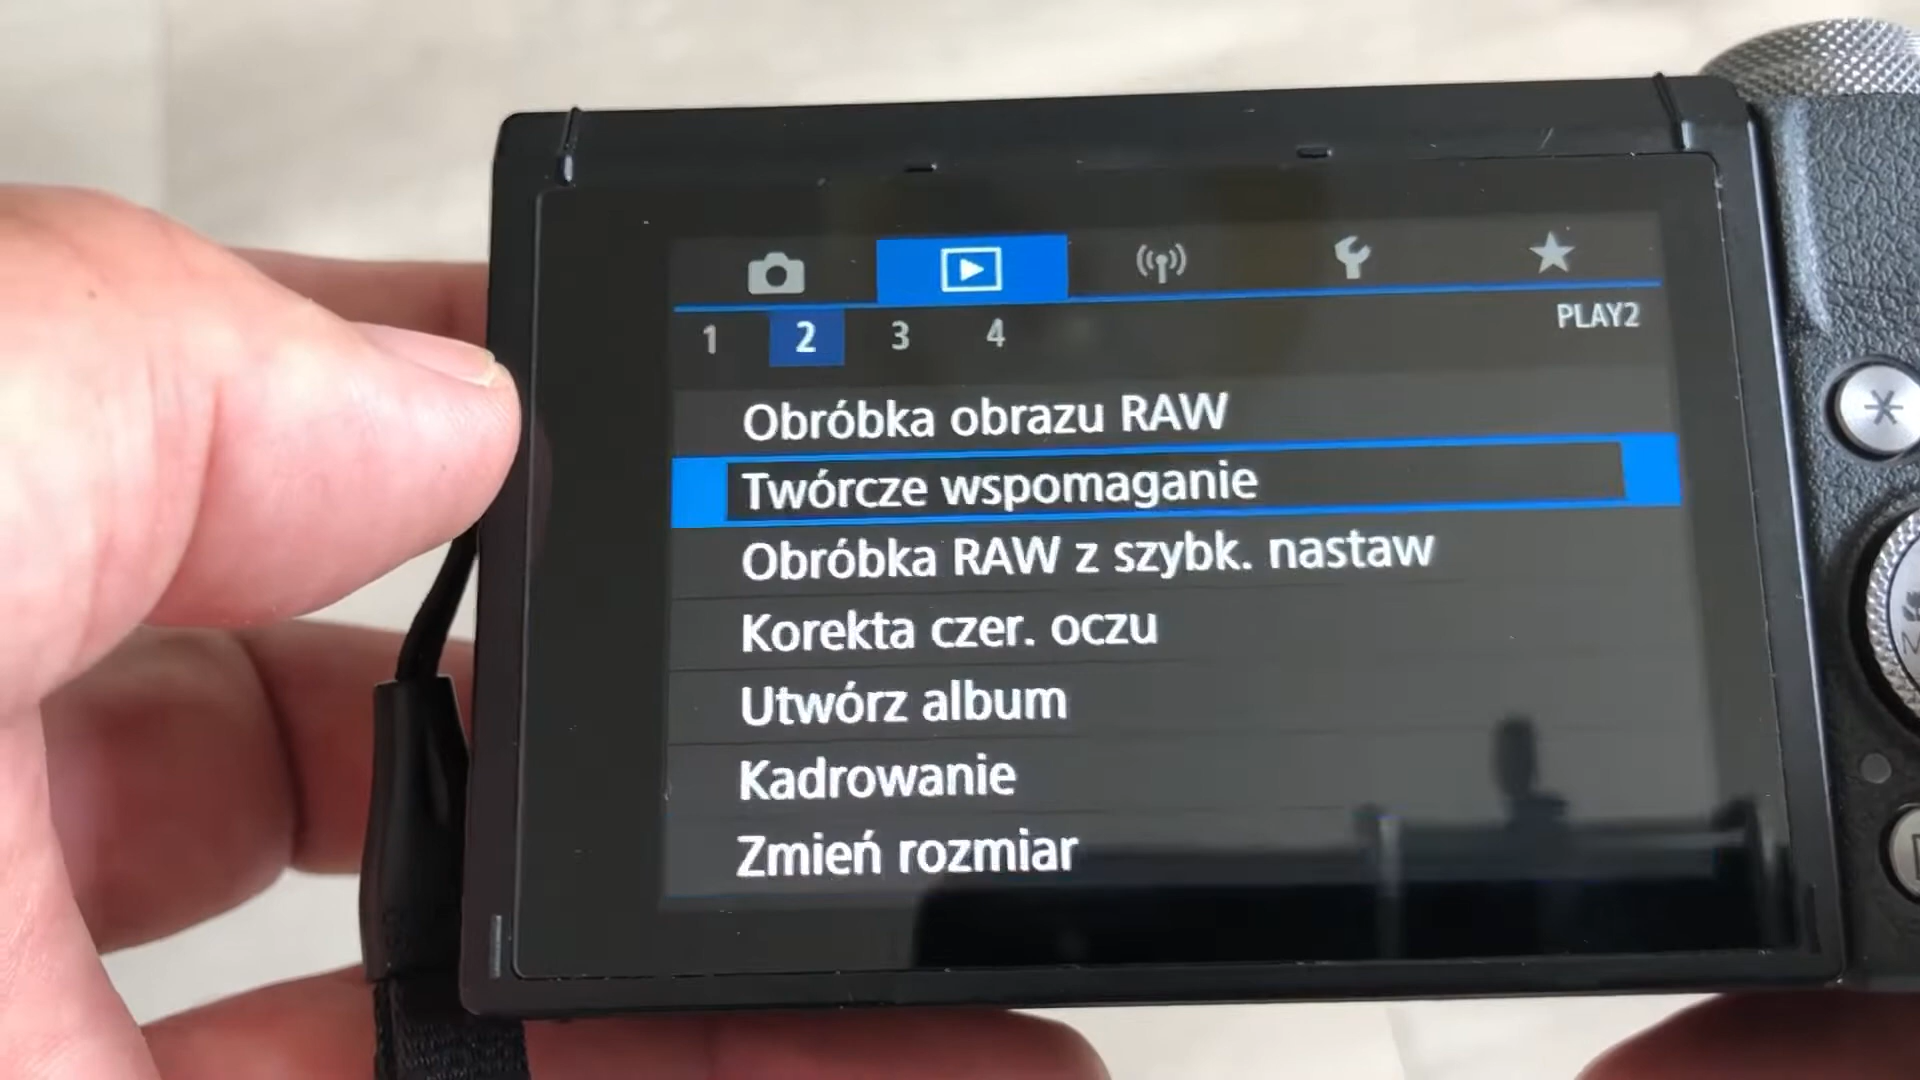 1 2 3 4
PLAY2
Obróbka obrazu RAW
Twórcze wspomaganie
Obróbka RAW z szybk. nastaw
Korekta czer. oczu
Utwórz album
Kadrowanie
Zmień rozmiar